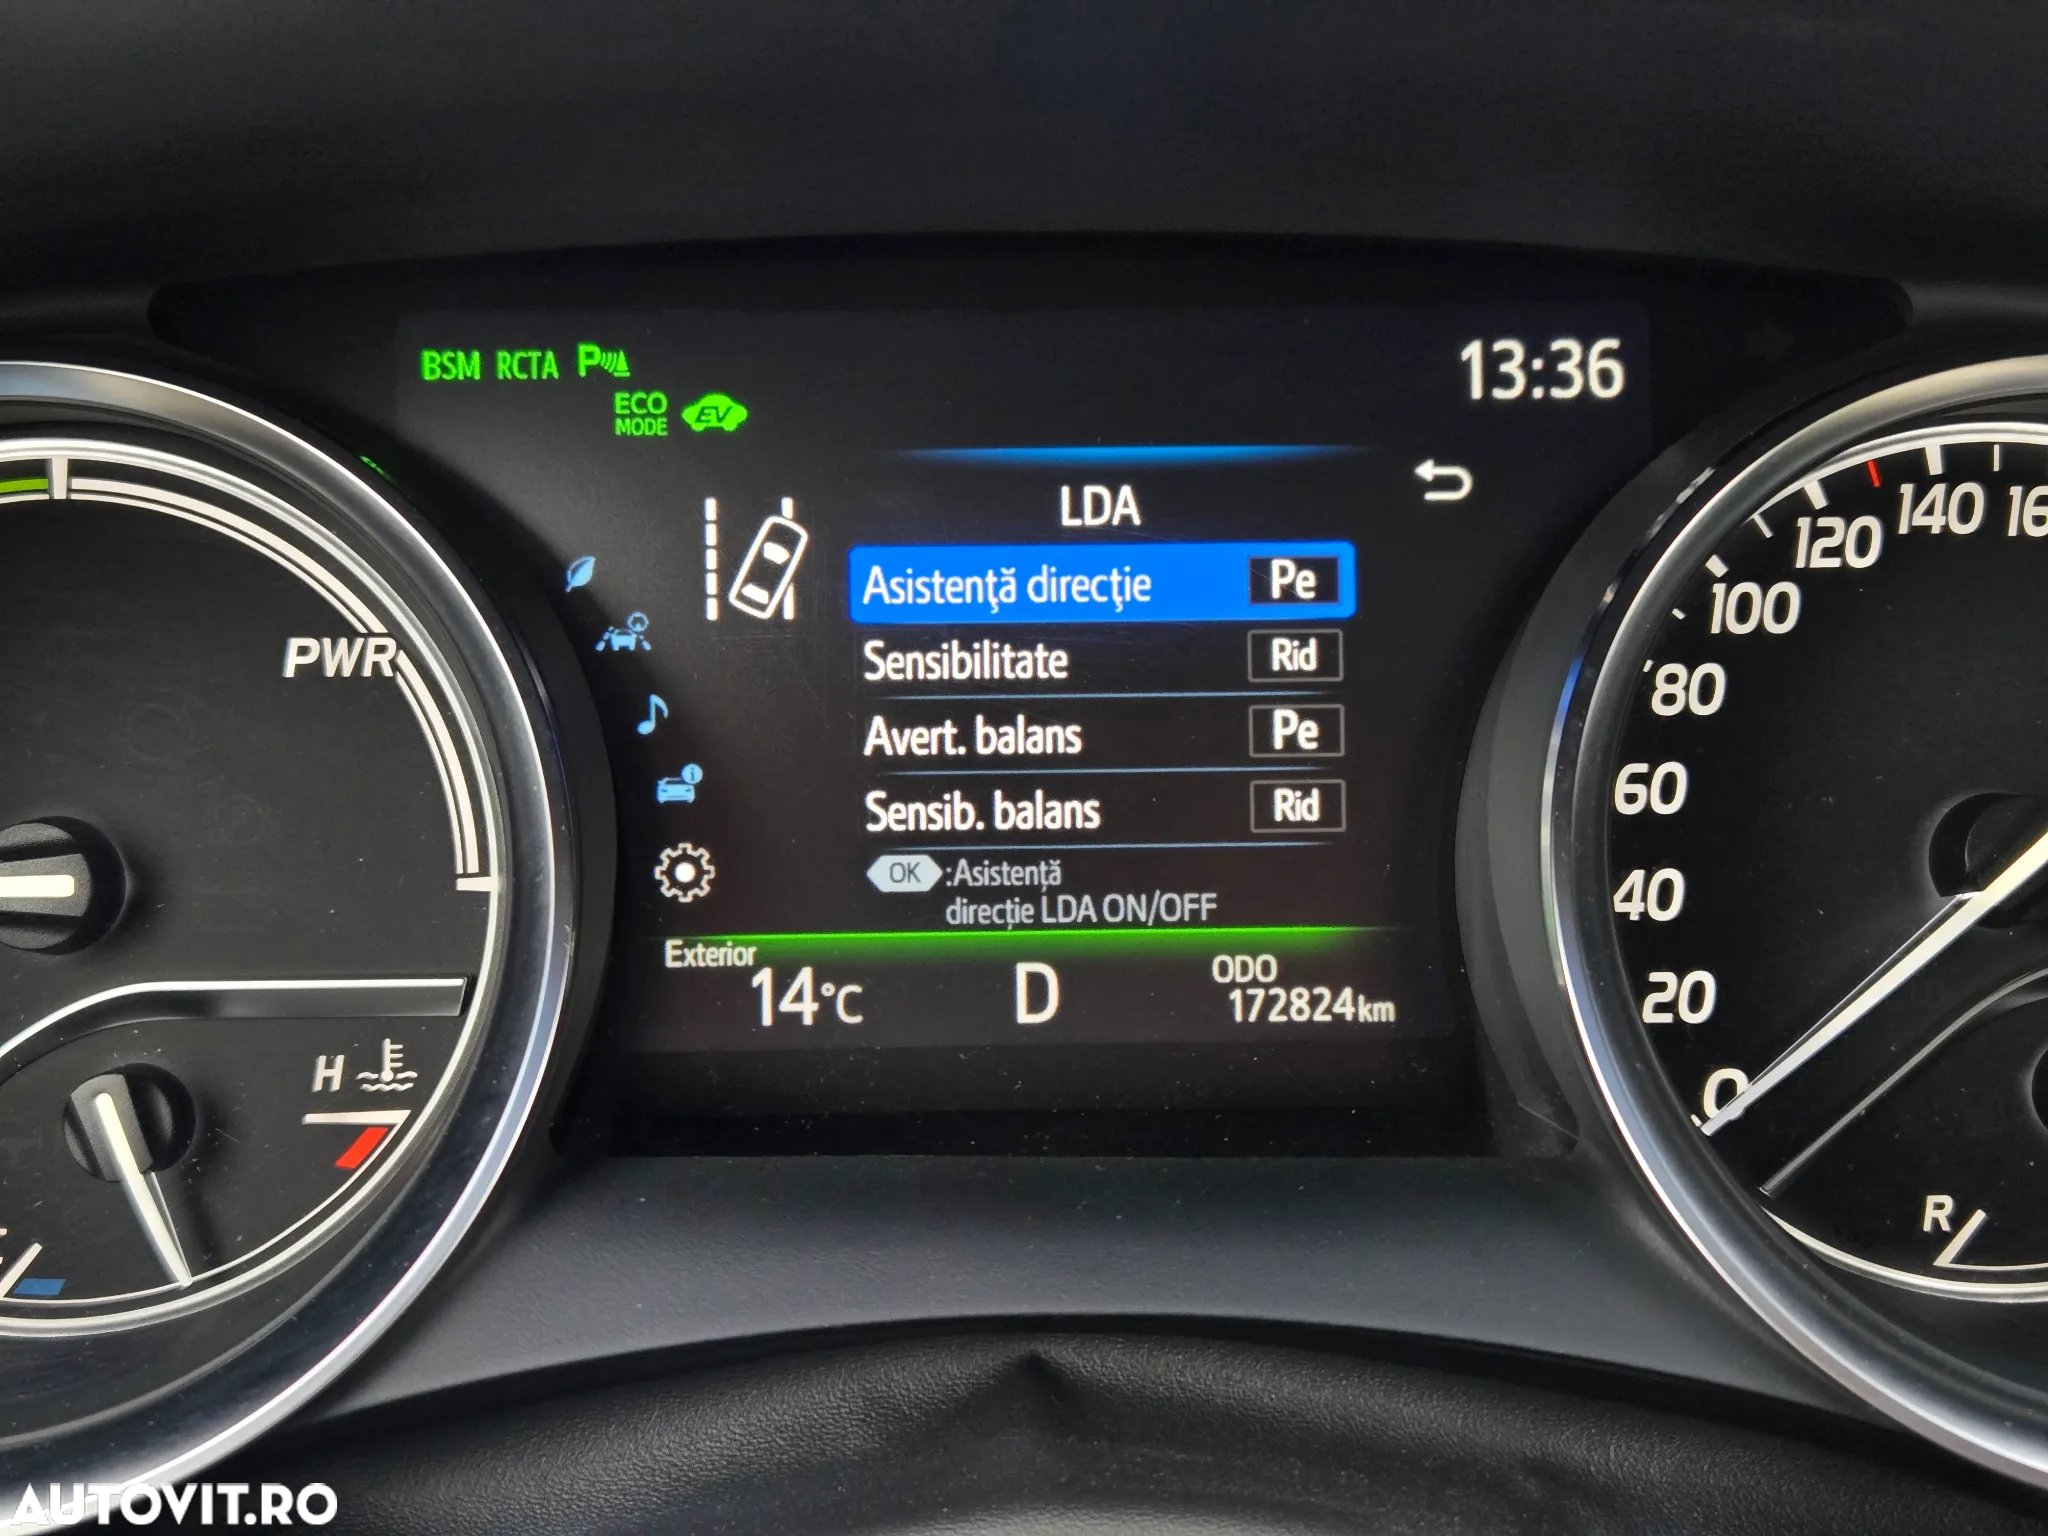 BSM RCTA P
ECO MODE EV
13:36
LDA
Asistenţă direcţie Pe
Sensibilitate Rid
Avert. balans Pe
Sensib. balans Rid
OK :Asistenţă
direcţie LDA ON/OFF
Exterior
14°C
D
ODO
172824km
PWR
H
140
120
100
80
60
40
20
0
R
AUTOVIT.RO